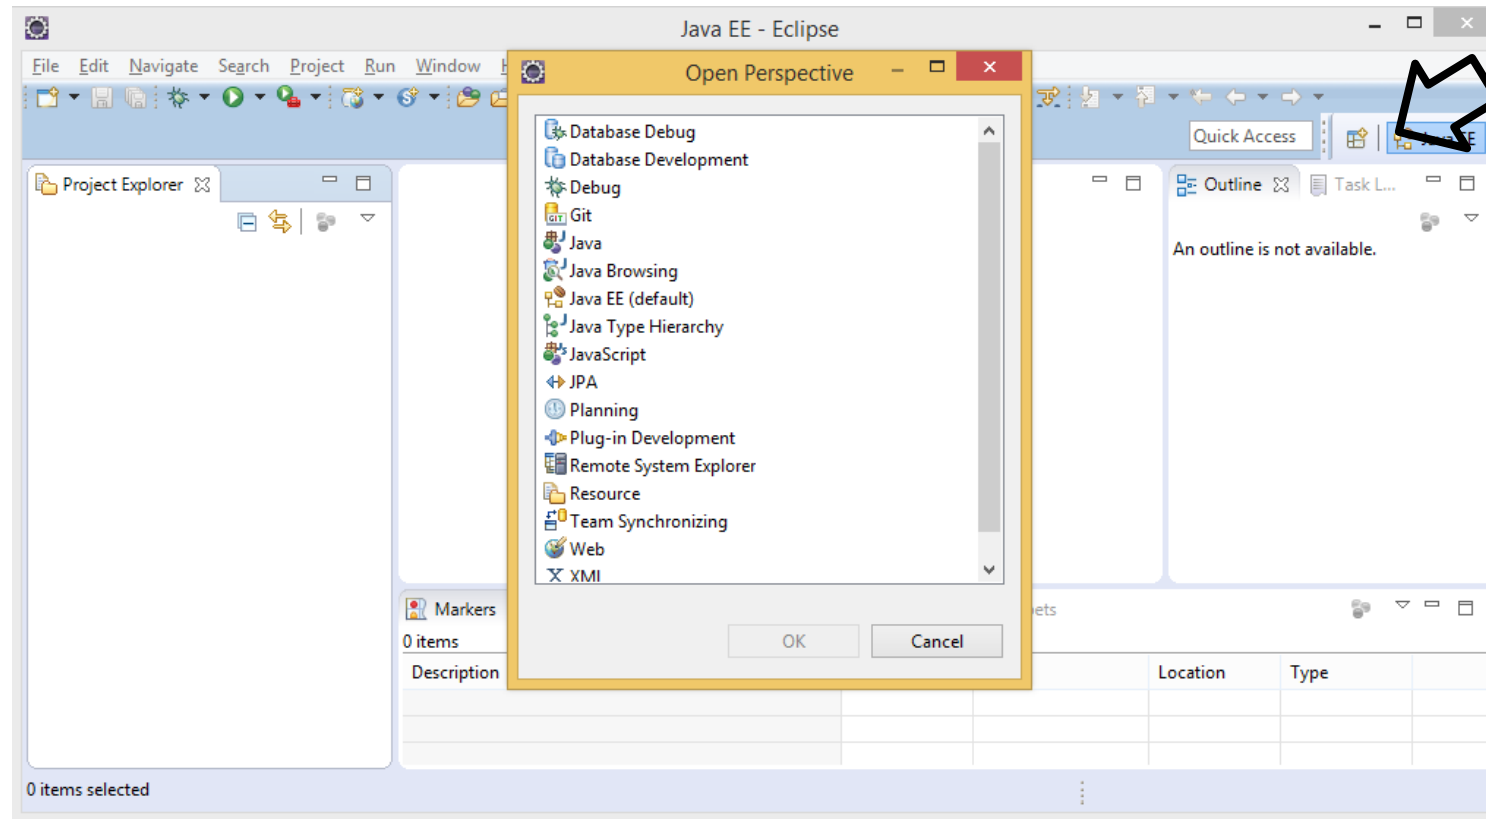 Java EE - Eclipse
File Edit Navigate Search Project Run Window
Open Perspective
Quick Access
Java EE
Project Explorer
Outline
Task L...
An outline is not available.
Database Debug
Database Development
Debug
GIT Git
Java
Java Browsing
Java EE (default)
Java Type Hierarchy
JavaScript
JPA
Planning
Plug-in Development
Remote System Explorer
Resource
Team Synchronizing
Web
X XML
OK Cancel
Markers
0 items
Description
Location Type
0 items selected